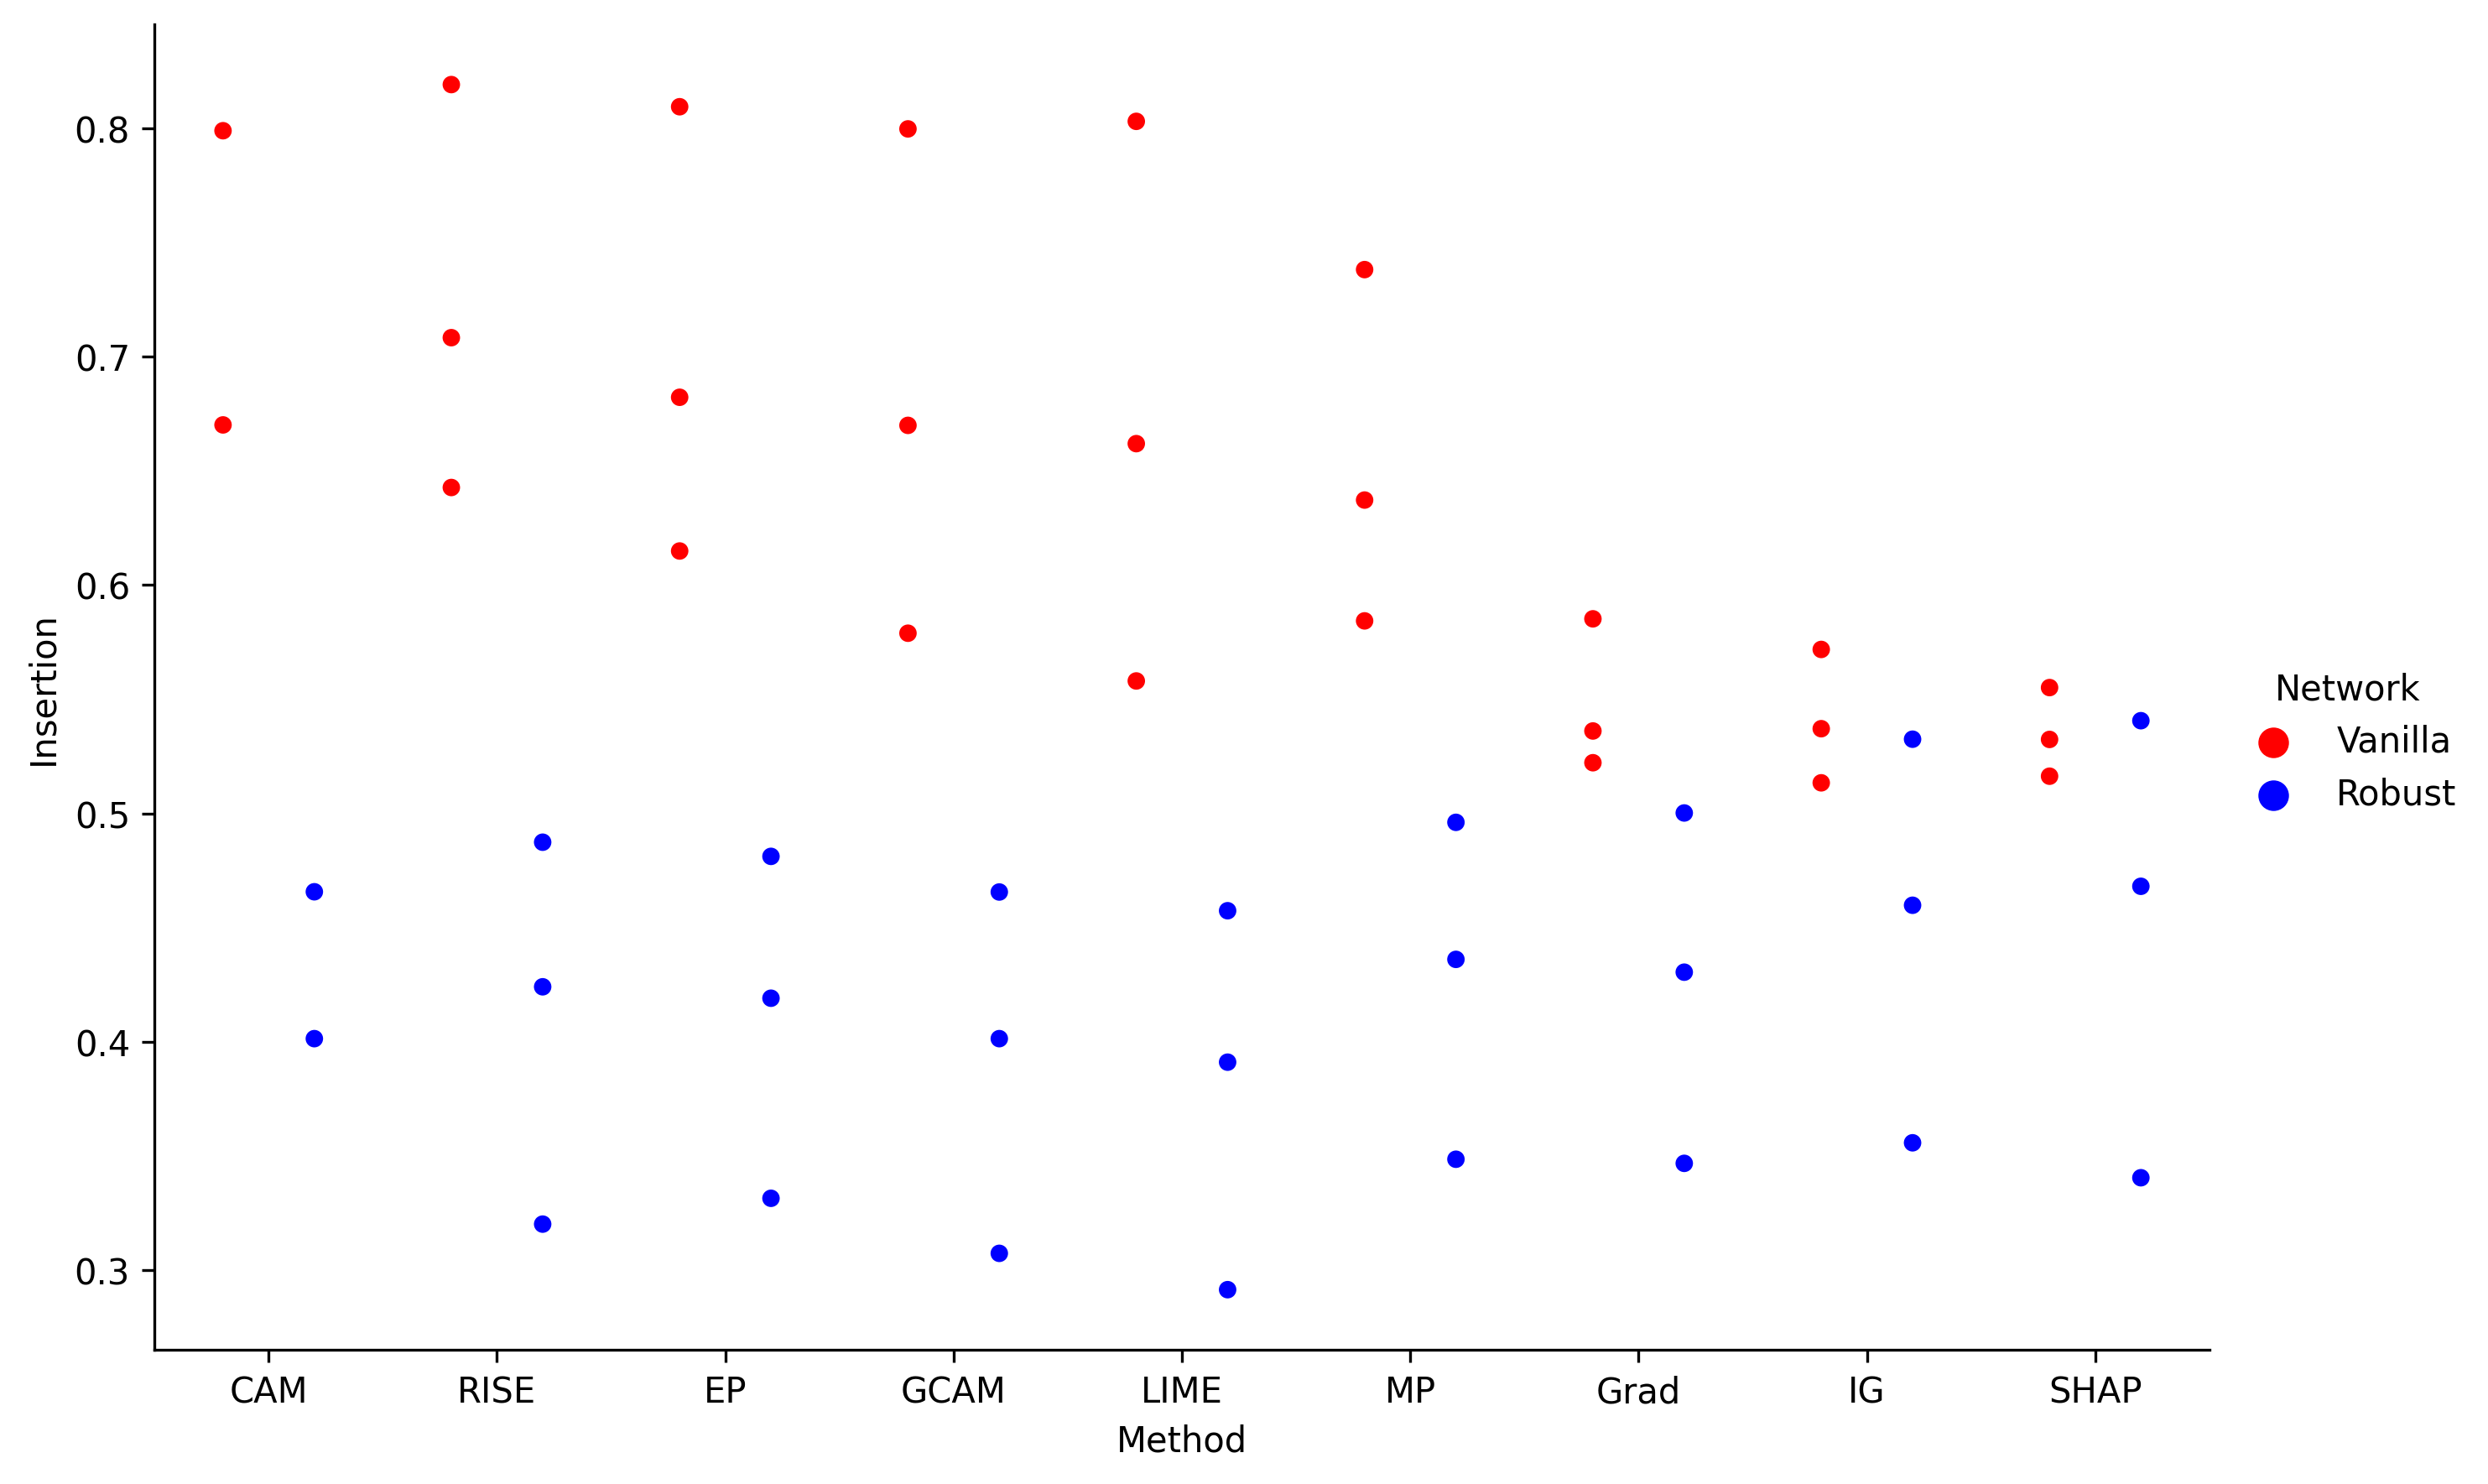 0.8
0.7
0.6
0.5
0.4
0.3
Insertion
CAM RISE EP GCAM LIME MP Grad IG SHAP
Method
Network
Vanilla
Robust